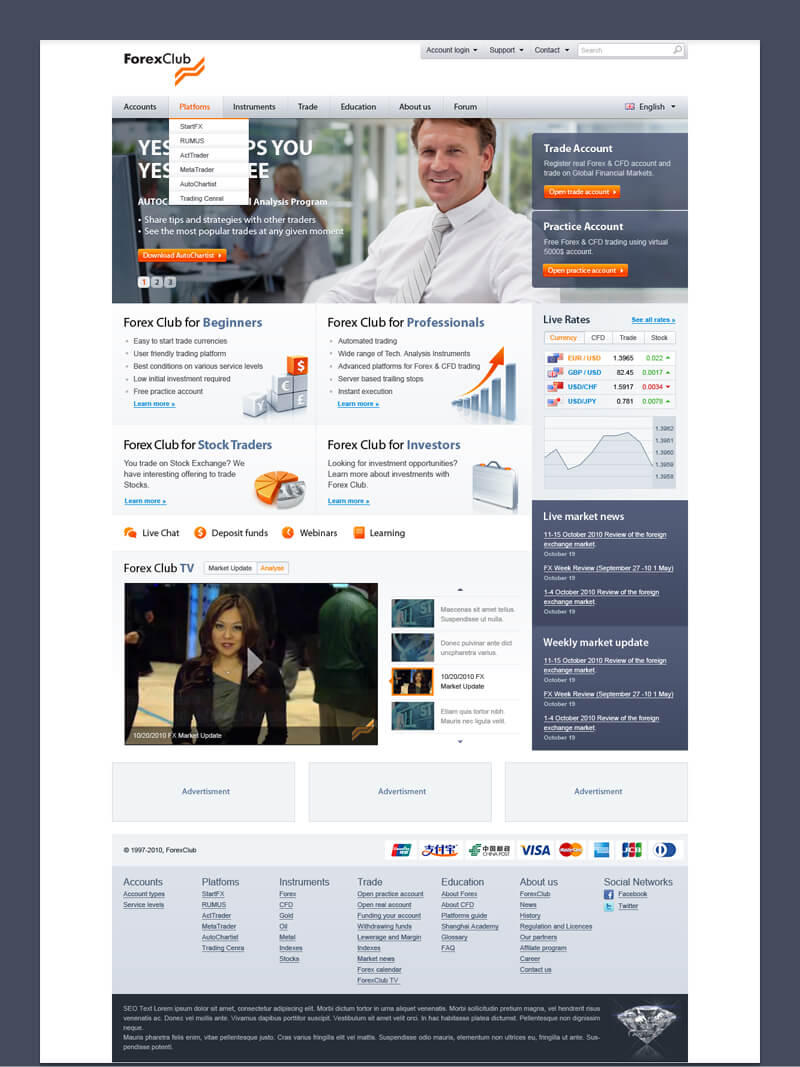 ForexClub
Account login
Support
Contact
Search
Accounts
Platfoms
Instruments
Trade
Education
About us
Forum
English
StartFX
RUMUS
ActTrader
MetaTrader
AutoChartist
Trading Cenral
YES PS YOU
YES EE
AUTOC l Analysis Program
• Share tips and strategies with other traders
• See the most popular trades at any given moment
Download AutoChartist
1 2 3
Trade Account
Register real Forex & CFD account and
trade on Global Financial Markets.
Open trade account
Practice Account
Free Forex & CFD trading using virtual
5000$ account.
Open practice account
Forex Club for Beginners
Easy to start trade currencies
User friendly trading platform
Best conditions on various service levels
Low initial investment required
Free practice account
Learn more »
Forex Club for Professionals
Automated trading
Wide range of Tech. Analysis Instruments
Advanced platforms for Forex & CFD trading
Server based trailing stops
Instant execution
Learn more »
Forex Club for Stock Traders
You trade on Stock Exchange? We
have interesting offering to trade
Stocks.
Learn more »
Forex Club for Investors
Looking for investment opportunities?
Learn more about investments with
Forex Club.
Learn more »
Live Rates
See all rates »
Currency
CFD
Trade
Stock
EUR / USD 1.3965 0.022
GBP / USD 82.45 0.0017
USD/CHF 1.5917 0.0034
USD/JPY 0.781 0.0078
1.3962
1.3961
1.3960
1.3959
1.3958
Live Chat
Deposit funds
Webinars
Learning
Live market news
11-15 October 2010 Review of the foreign
exchange market.
October 19
FX Week Review (September 27 -10 1 May)
October 19
1-4 October 2010 Review of the foreign
exchange market.
October 19
Weekly market update
11-15 October 2010 Review of the foreign
exchange market.
October 19
FX Week Review (September 27 -10 1 May)
October 19
1-4 October 2010 Review of the foreign
exchange market.
October 19
Forex Club TV
Market Update
Analyse
10/20/2010 FX Market Update
Maecenas sit amet telius.
Suspendisse ut nulla.
Donec pulvinar ante dict
uncpharetra varius.
10/20/2010 FX
Market Update
Etiam quis tortor nibh.
Mauris nec ligula velit.
Advertisment
Advertisment
Advertisment
© 1997-2010, ForexClub
UnionPay
银联
支付宝
中国邮政
CHINA POST
VISA
MasterCard
JCB
Accounts
Account types
Service levels
Platfoms
StartFX
RUMUS
ActTrader
MetaTrader
AutoChartist
Trading Cenra
Instruments
Forex
CFD
Gold
Oil
Metal
Indexes
Stocks
Trade
Open practice account
Open real account
Funding your account
Withdrawing funds
Lewerage and Margin
Indexes
Market news
Forex calendar
ForexClub TV
Education
About Forex
About CFD
Platforms guide
Shanghai Academy
Glossary
FAQ
About us
ForexClub
News
History
Regulation and Licences
Our partners
Affiliate program
Career
Contact us
Social Networks
Facebook
Twitter
SEO Text Lorem ipsum dolor sit amet, consectetur adipiscing elit. Morbi dictum tortor in urna aliquet venenatis. Morbi sollicitudin pretium magna, vel hendrerit risus
venenatis ac. Donec vel mollis ante. Vivamus dapibus porttitor suscipit. Vestibulum sit amet velit orci. In hac habitasse platea dictumst. Pellentesque non dignissim
neque.
Mauris pharetra felis enim, vitae pellentesque justo. Cras varius fringilla elit vel mattis. Suspendisse odio mauris, elementum non ultrices eu, fringilla ut ante. Sus-
pendisse potenti.